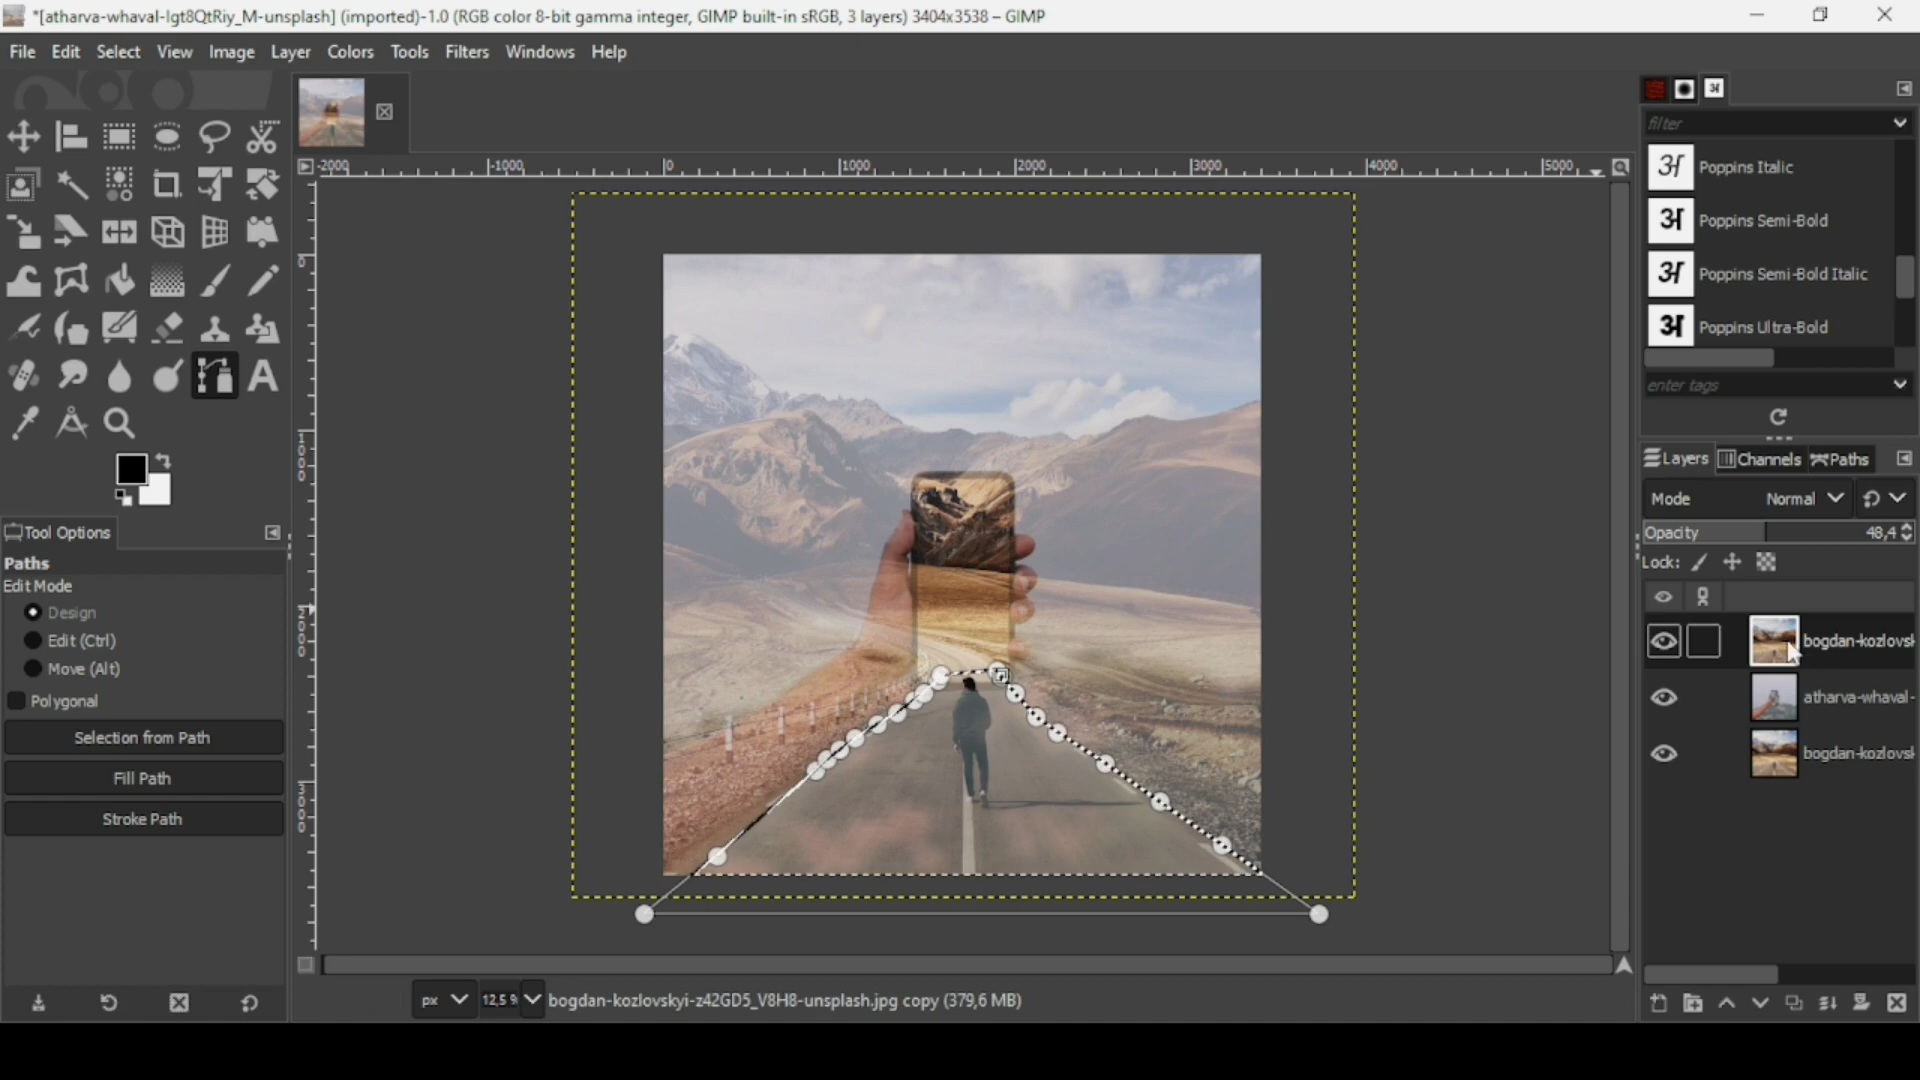 *[atharva-whaval-Igt8QtRiy_M-unsplash] (imported)-1.0 (RGB color 8-bit gamma integer, GIMP built-in sRGB, 3 layers) 3404x3538 – GIMP
File Edit Select View Image Layer Colors Tools Filters Windows Help
-2000 -1000 0 1000 2000 3000 4000 5000
0
1000
2000
3000
filter
Poppins Italic
Poppins Semi-Bold
Poppins Semi-Bold Italic
Poppins Ultra-Bold
enter tags
Layers Channels Paths
Mode Normal
Opacity 48,4
Lock:
bogdan-kozlovsk
atharva-whaval-
bogdan-kozlovsk
Tool Options
Paths
Edit Mode
Design
Edit (Ctrl)
Move (Alt)
Polygonal
Selection from Path
Fill Path
Stroke Path
px 12,5 % bogdan-kozlovskyi-z42GD5_V8H8-unsplash.jpg copy (379,6 MB)